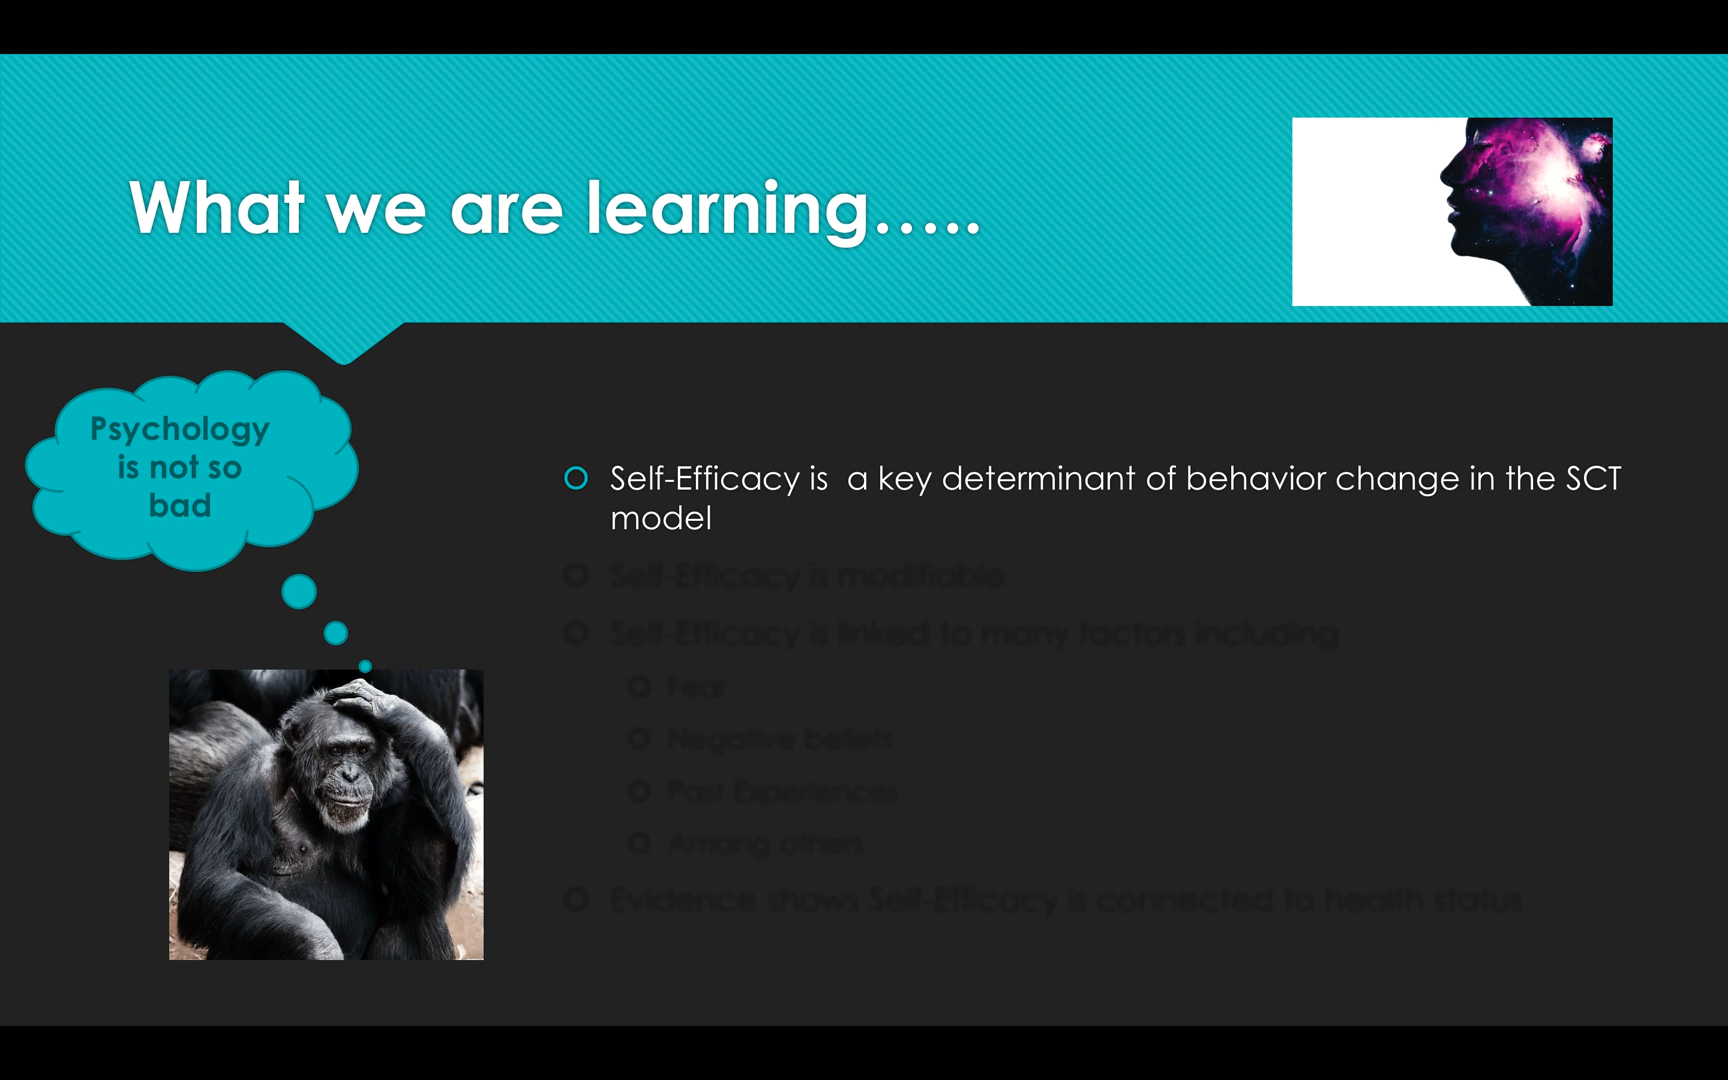 What we are learning…..
Psychology
is not so
bad
Self-Efficacy is  a key determinant of behavior change in the SCT
model
Self-Efficacy is modifiable
Self-Efficacy is linked to many factors including
Fear
Negative beliefs
Past Experiences
Among others
Evidence shows Self-Efficacy is connected to health status